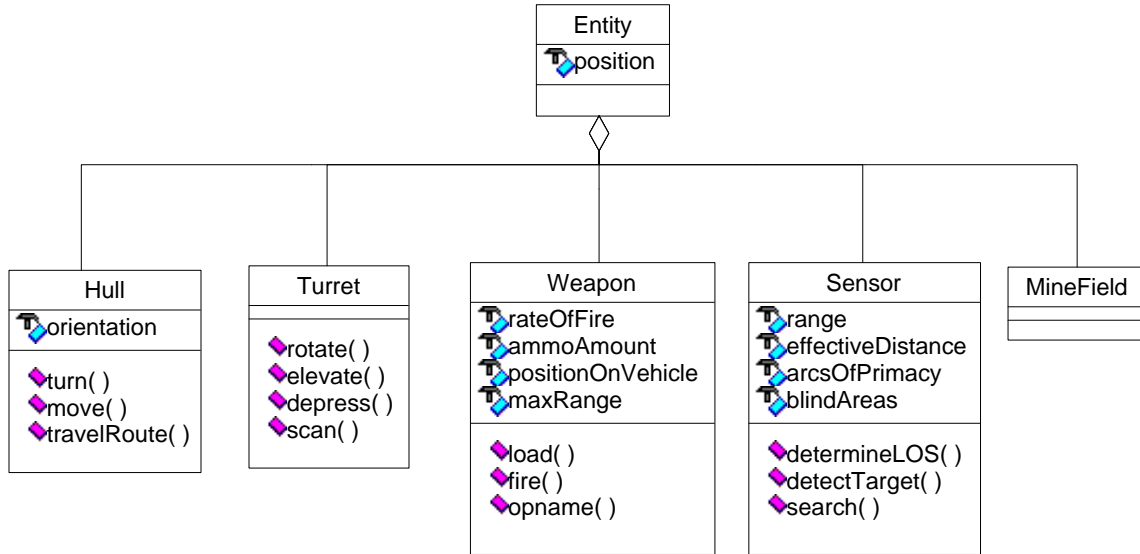 Entity
position
Hull
orientation
turn( )
move( )
travelRoute( )
Turret
rotate( )
elevate( )
depress( )
scan( )
Weapon
rateOfFire
ammoAmount
positionOnVehicle
maxRange
load( )
fire( )
opname( )
Sensor
range
effectiveDistance
arcsOfPrimacy
blindAreas
determineLOS( )
detectTarget( )
search( )
MineField